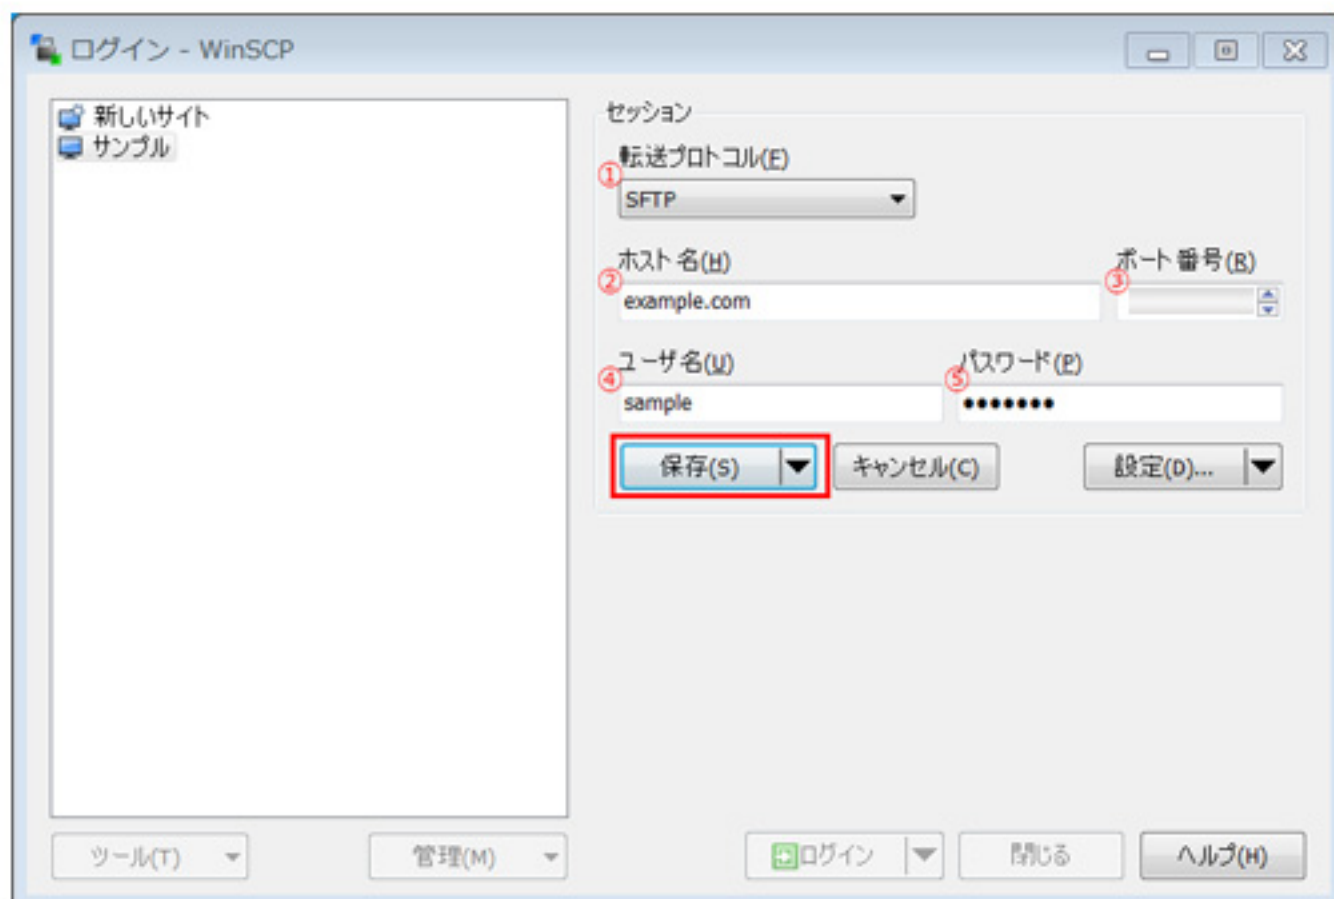 ログイン - WinSCP
新しいサイト
サンプル
セッション
転送プロトコル(F)
①
SFTP
ホスト名(H)
②
example.com
ポート番号(R)
③
ユーザ名(U)
④
sample
パスワード(P)
⑤
•••••••
保存(S)
キャンセル(C)
設定(D)...
ツール(T)
管理(M)
ログイン
閉じる
ヘルプ(H)